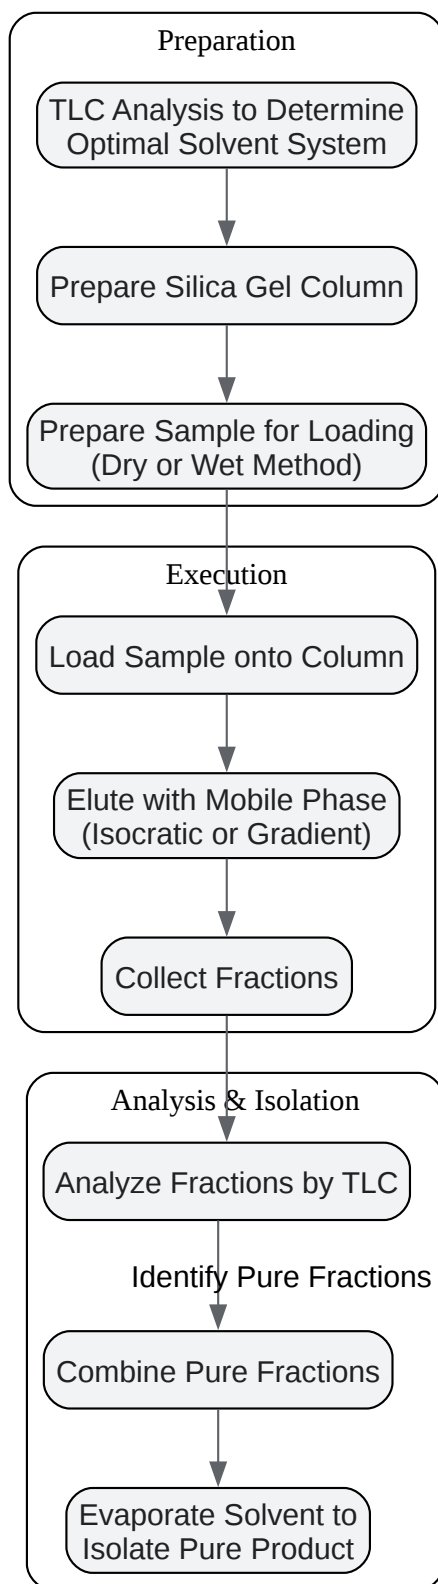 Preparation
TLC Analysis to Determine
Optimal Solvent System
Prepare Silica Gel Column
Prepare Sample for Loading
(Dry or Wet Method)
Execution
Load Sample onto Column
Elute with Mobile Phase
(Isocratic or Gradient)
Collect Fractions
Analysis & Isolation
Analyze Fractions by TLC
Identify Pure Fractions
Combine Pure Fractions
Evaporate Solvent to
Isolate Pure Product